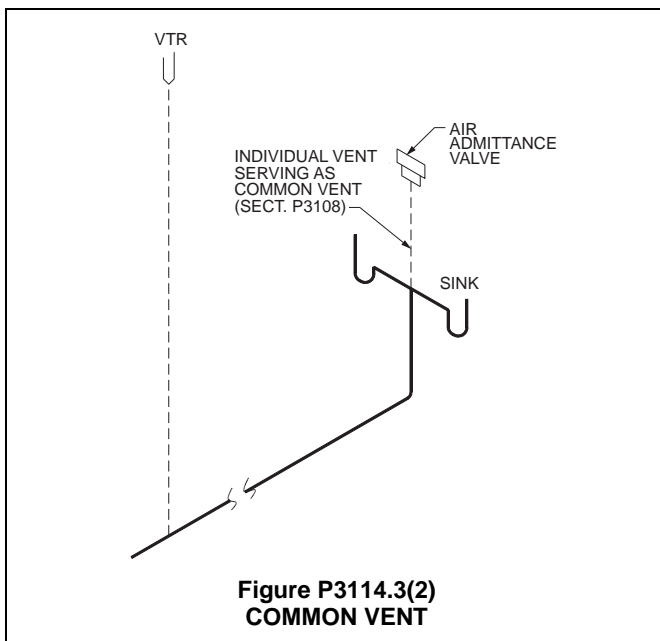 VTR
AIR
ADMITTANCE
VALVE
INDIVIDUAL VENT
SERVING AS
COMMON VENT
(SECT. P3108)
SINK
Figure P3114.3(2)
COMMON VENT